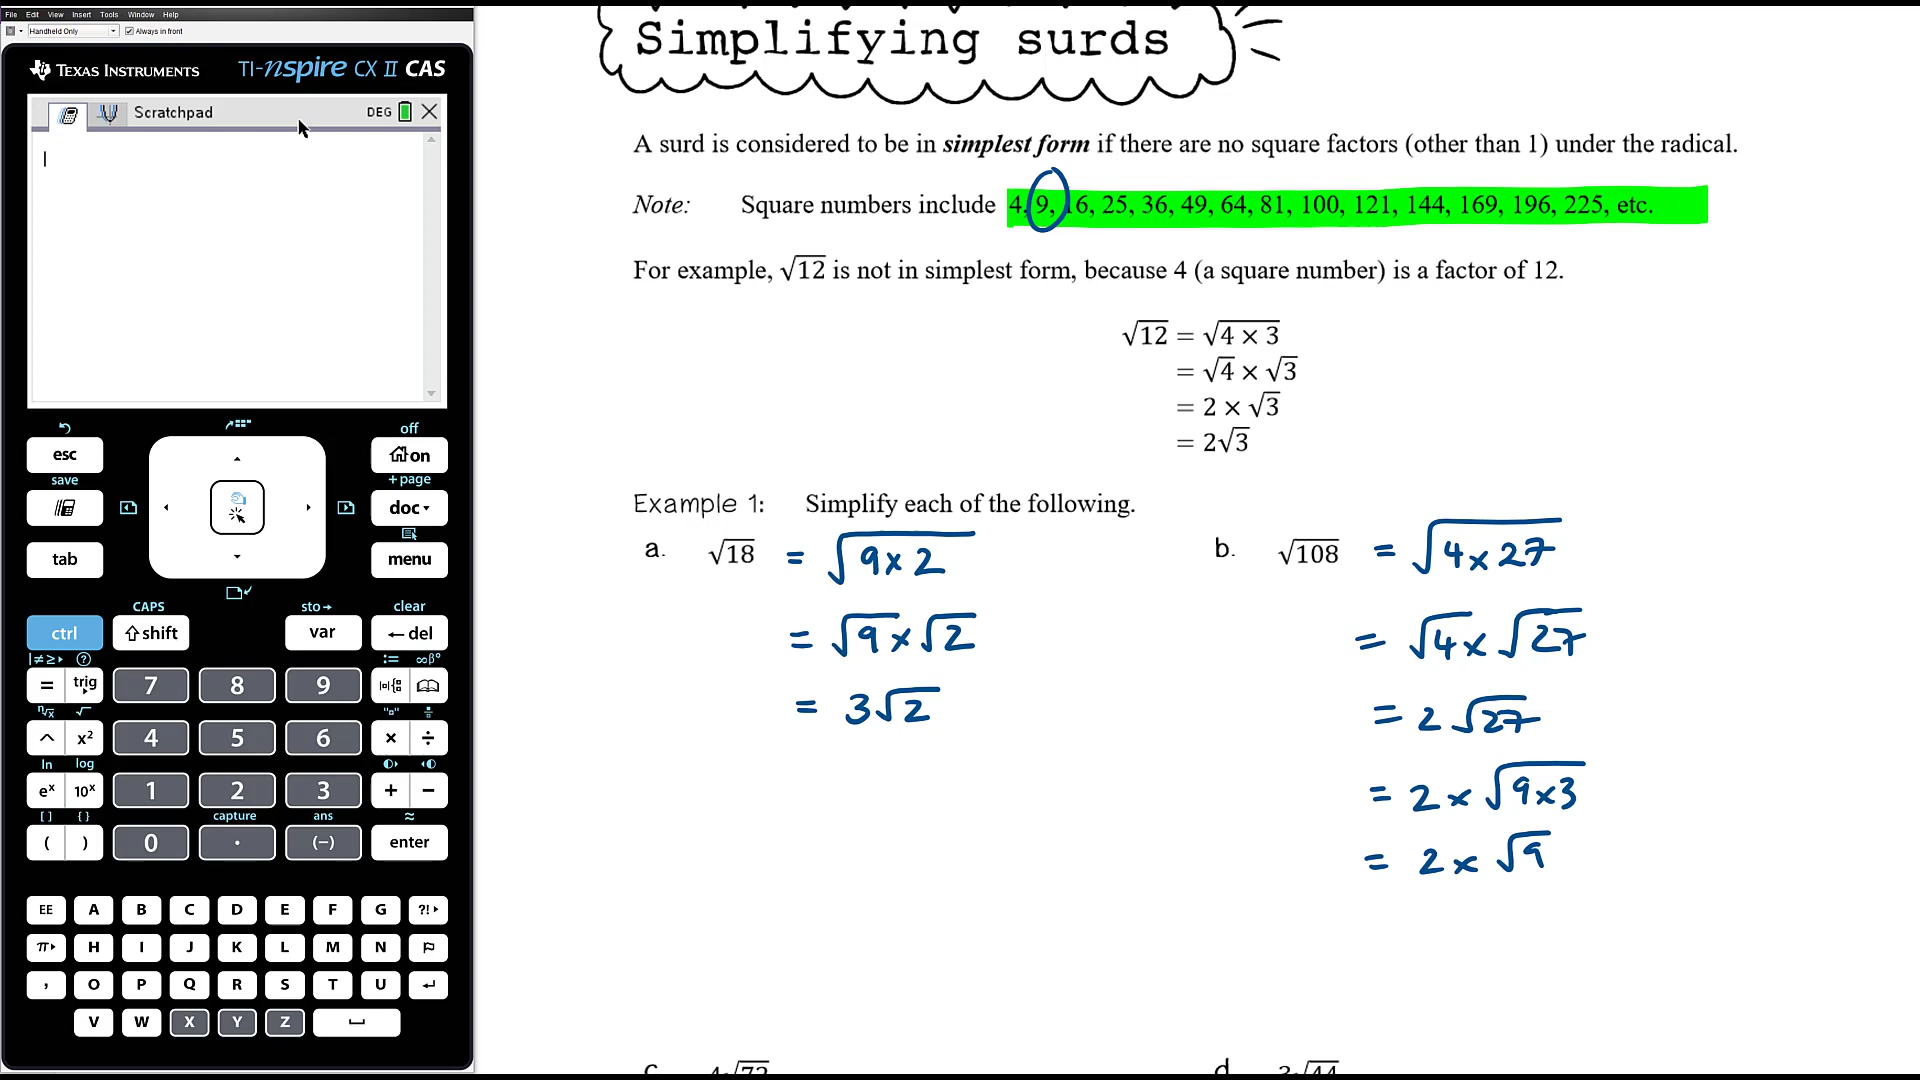 File Edit View Insert Tools Window Help
Handheld Only Always in front
TEXAS INSTRUMENTS TI-nspire CX II CAS
Scratchpad DEG
off
esc on
save + page
doc
tab menu
CAPS sto→ clear
ctrl ⇧shift var ←del
|≠≥▸ ? := ∞β°
= trig 7 8 9
ⁿ√x √ "▫"
^ x² 4 5 6 × ÷
ln log
eˣ 10ˣ 1 2 3 + −
[ ] { } capture ans ≈
( ) 0 . (−) enter
EE A B C D E F G ?!▸
π▸ H I J K L M N
, O P Q R S T U ↵
V W X Y Z
Simplifying surds
A surd is considered to be in simplest form if there are no square factors (other than 1) under the radical.
Note: Square numbers include 4, 9, 16, 25, 36, 49, 64, 81, 100, 121, 144, 169, 196, 225, etc.
For example, √12 is not in simplest form, because 4 (a square number) is a factor of 12.
√12 = √4 × 3
= √4 × √3
= 2 × √3
= 2√3
Example 1: Simplify each of the following.
a. √18 = √9×2
= √9 × √2
= 3√2
b. √108 = √4×27
= √4 × √27
= 2√27
= 2 × √9×3
= 2 × √9
c 4√72 d 3√44